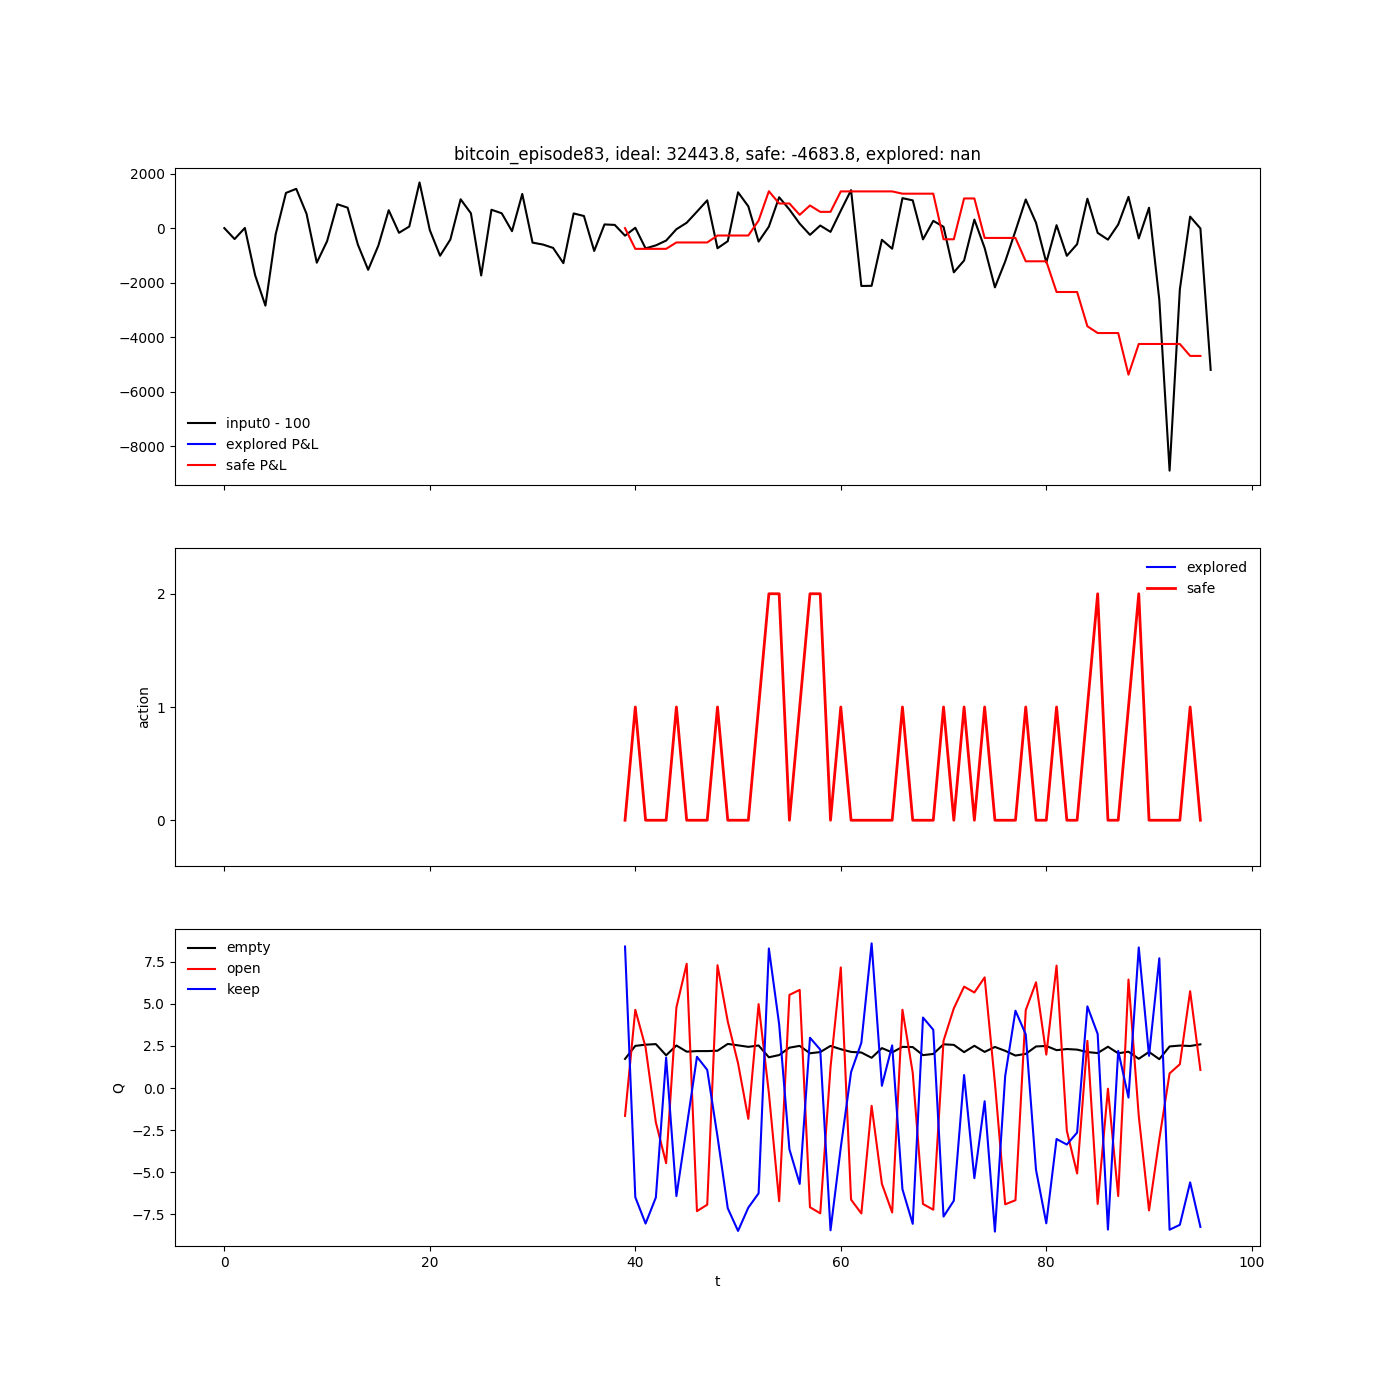 bitcoin_episode83, ideal: 32443.8, safe: -4683.8, explored: nan
2000
0
−2000
−4000
−6000
−8000
input0 - 100
explored P&L
safe P&L
2
1
0
action
explored
safe
7.5
5.0
2.5
0.0
−2.5
−5.0
−7.5
Q
empty
open
keep
0 20 40 60 80 100
t